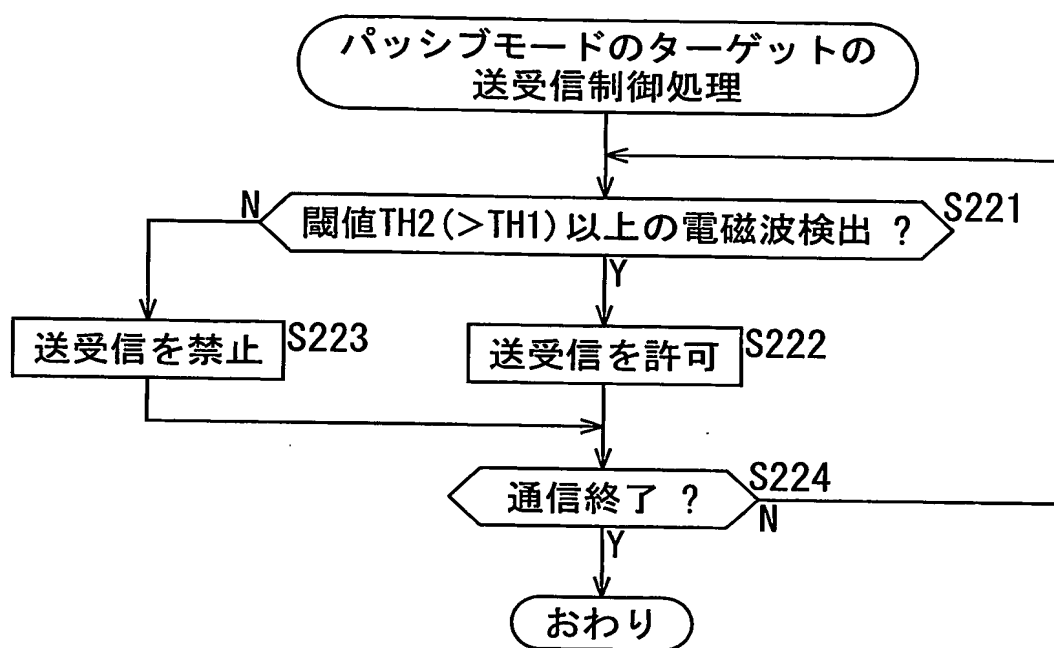 パッシブモードのターゲットの
送受信制御処理
N
閾値TH2(>TH1)以上の電磁波検出 ?
S221
Y
送受信を禁止
S223
送受信を許可
S222
通信終了 ?
S224
N
Y
おわり